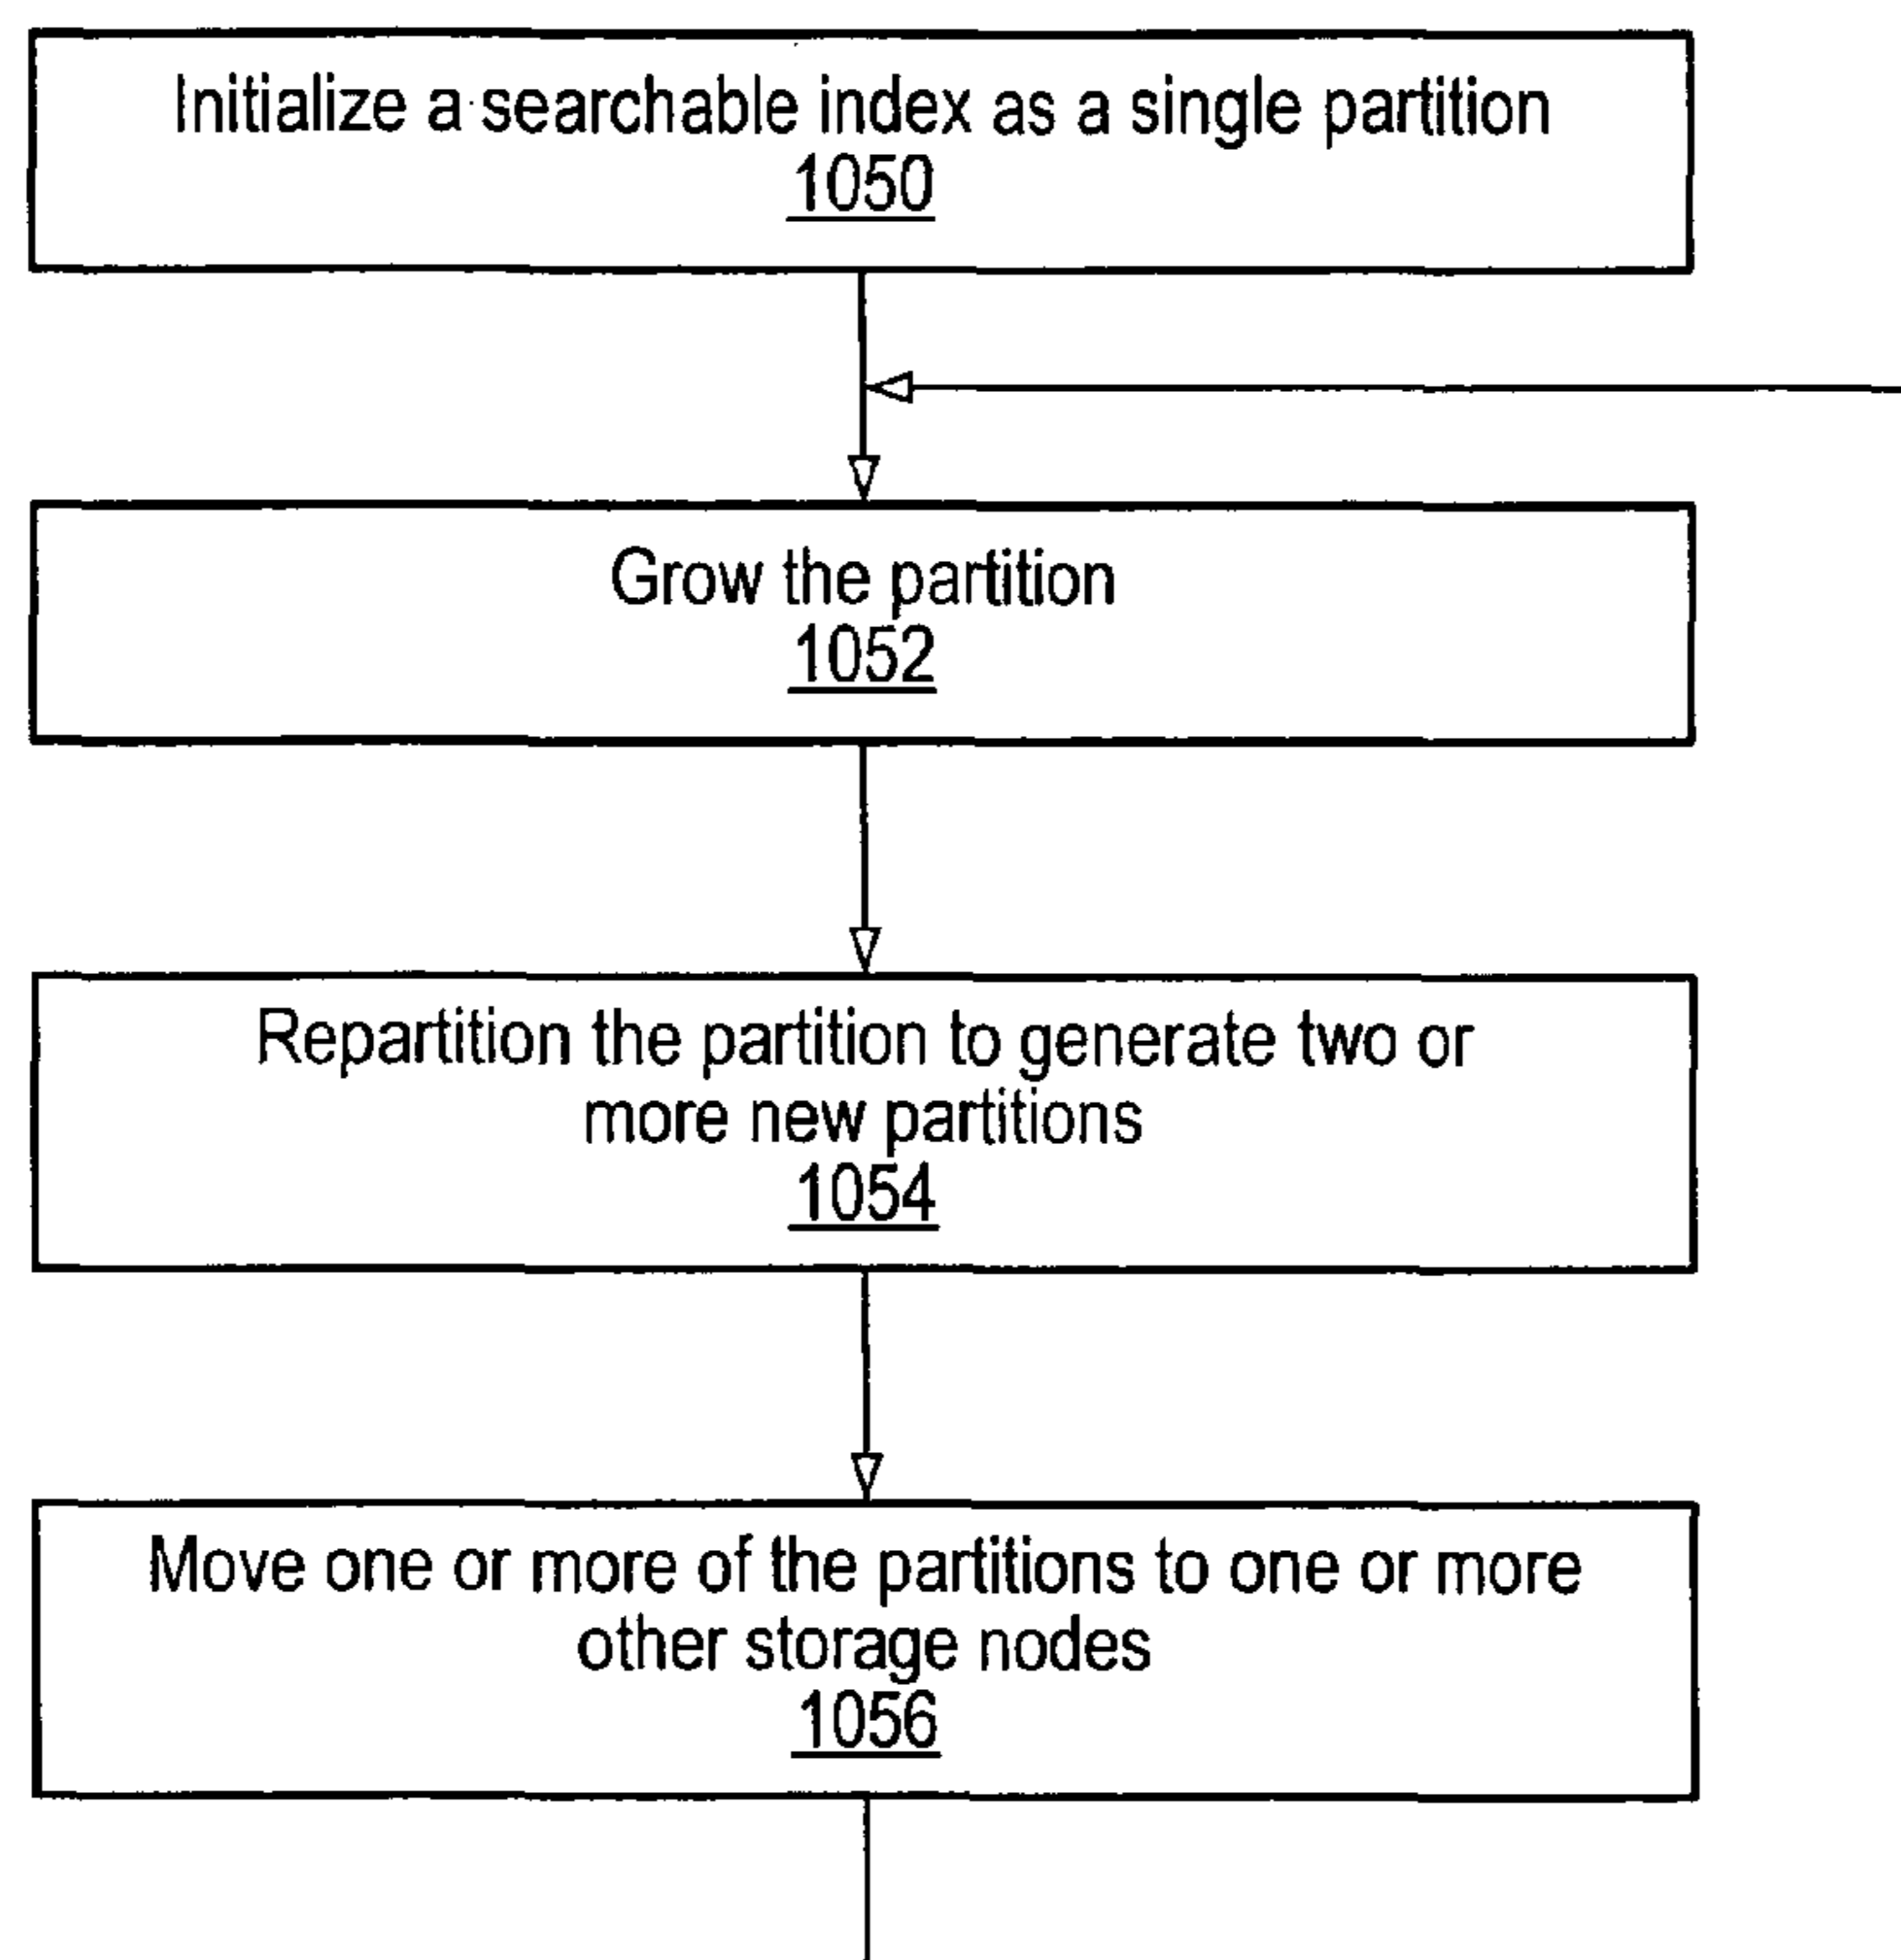 Initialize a searchable index as a single partition
1050
Grow the partition
1052
Repartition the partition to generate two or
more new partitions
1054
Move one or more of the partitions to one or more
other storage nodes
1056